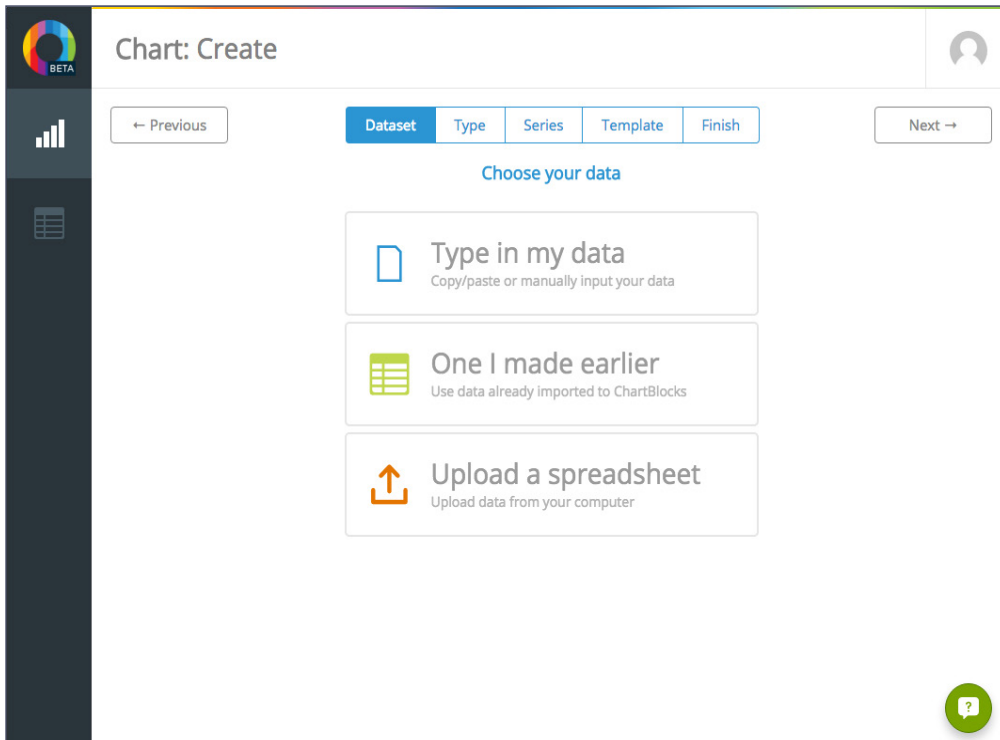 BETA
Chart: Create
← Previous
Dataset
Type
Series
Template
Finish
Next →
Choose your data
Type in my data
Copy/paste or manually input your data
One I made earlier
Use data already imported to ChartBlocks
Upload a spreadsheet
Upload data from your computer
?